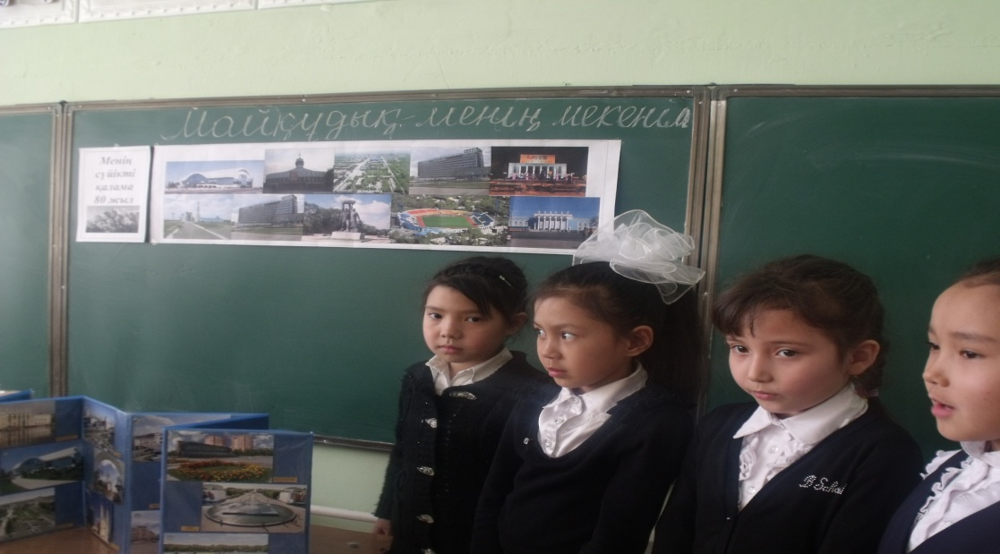 Майқұдық менің мекенім
Менің
сүйікті
қалама
80 жыл